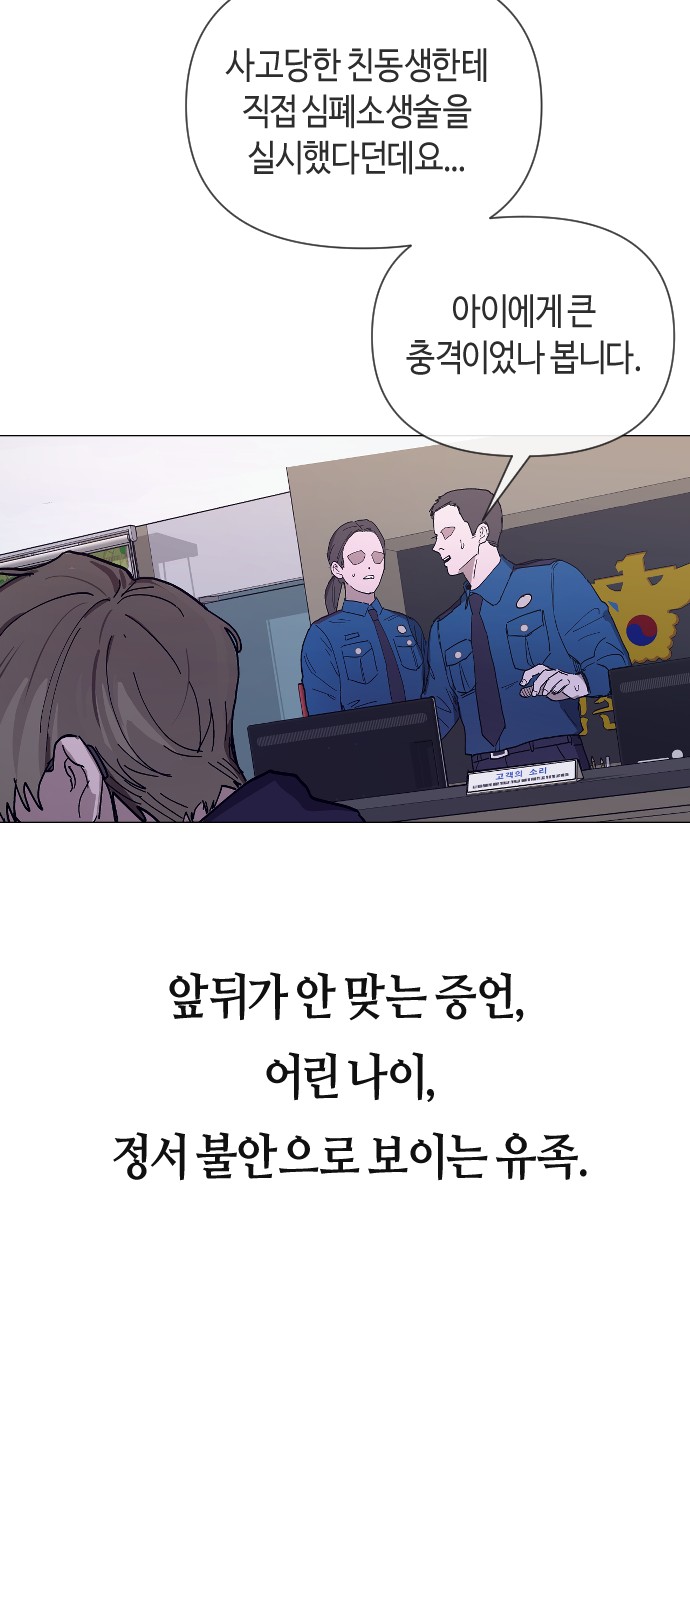 사고당한 친동생한테
직접 심폐소생술을
실시했다던데요...
아이에게 큰
충격이었나 봅니다.
고객의 소리
앞뒤가 안 맞는 증언,
어린 나이,
정서 불안으로 보이는 유족.